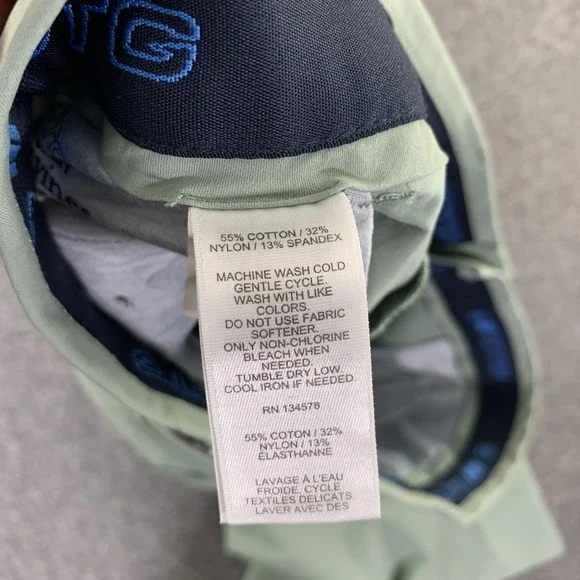 TG
55% COTTON / 32%
NYLON / 13% SPANDEX
MACHINE WASH COLD
GENTLE CYCLE.
WASH WITH LIKE
COLORS.
DO NOT USE FABRIC
SOFTENER.
ONLY NON-CHLORINE
BLEACH WHEN
NEEDED.
TUMBLE DRY LOW.
COOL IRON IF NEEDED.
RN 134578
55% COTON / 32%
NYLON / 13%
ÉLASTHANNE
LAVAGE À L'EAU
FROIDE, CYCLE
TEXTILES DÉLICATS
LAVER AVEC DES